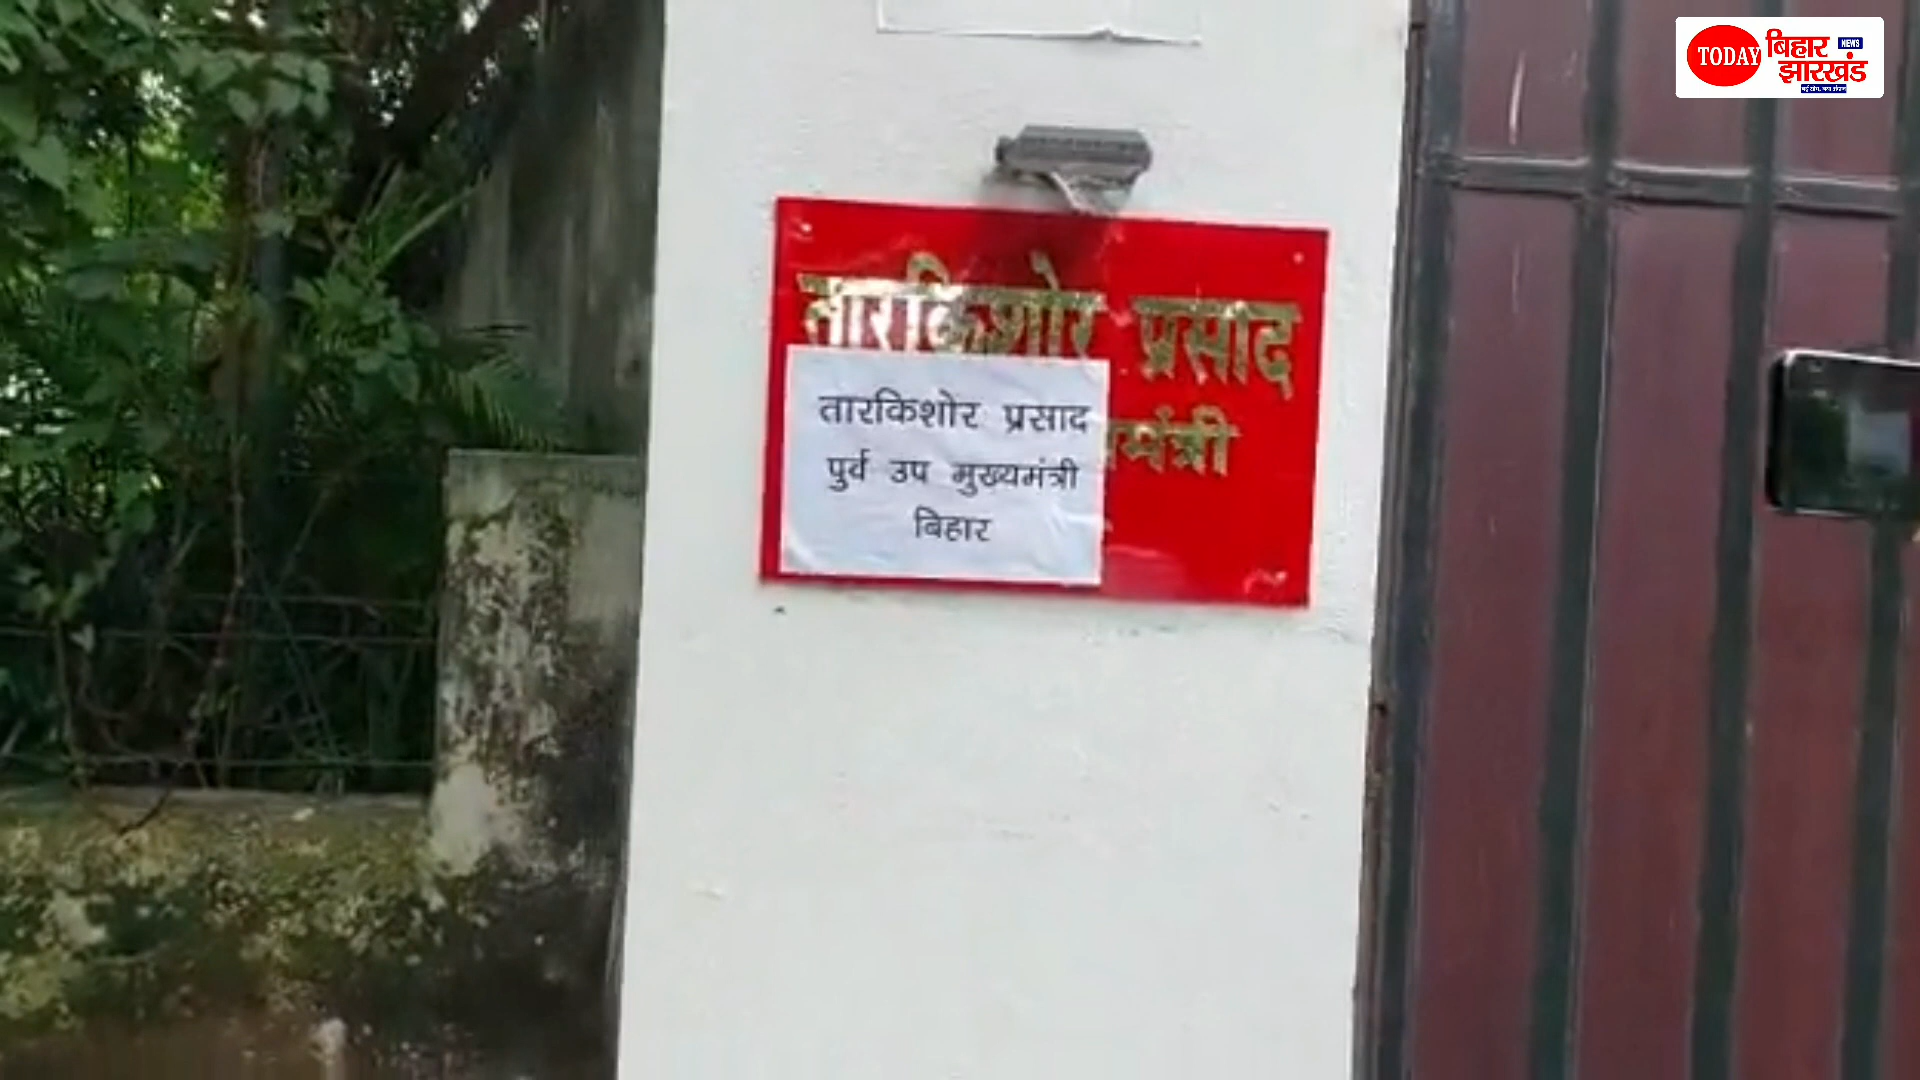 TODAY
बिहार NEWS
झारखंड
तारकिशोर प्रसाद
तारकिशोर प्रसाद
पुर्व उप मुख्यमंत्री
बिहार